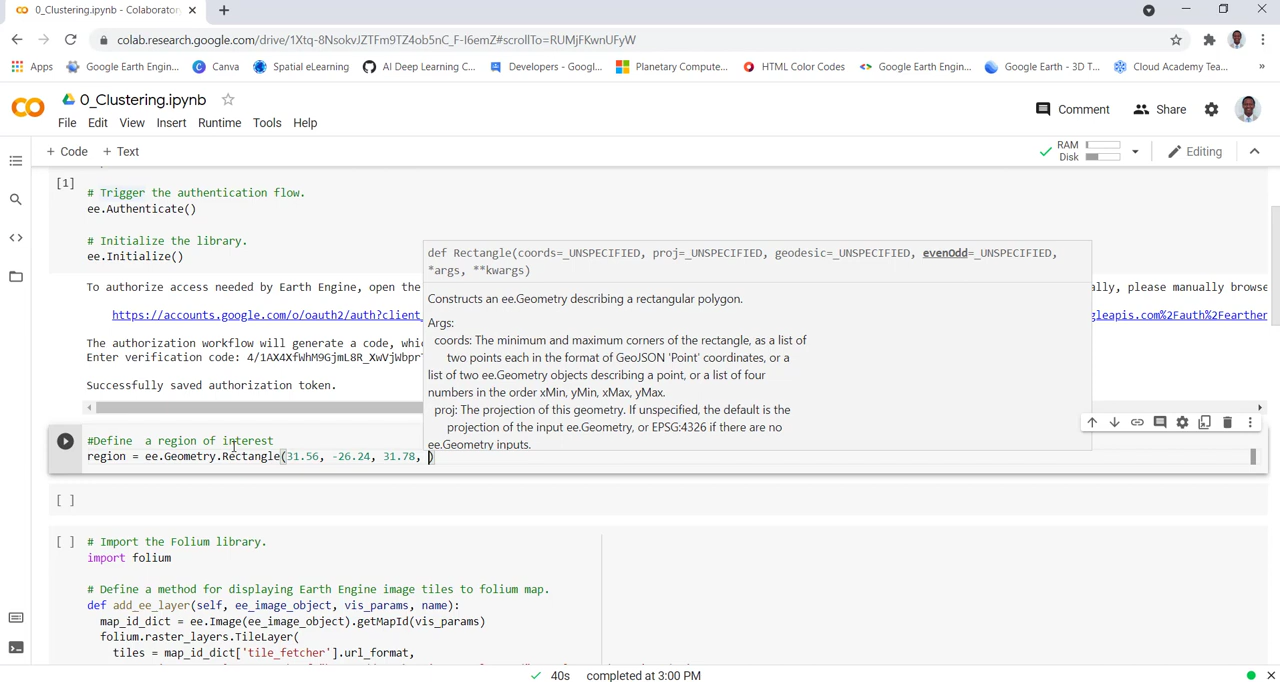 0_Clustering.ipynb - Colaborator
colab.research.google.com/drive/1Xtq-8NsokvJZTFm9TZ4ob5nC_F-I6emZ#scrollTo=RUMjFKwnUFyW
Apps Google Earth Engin... Canva Spatial eLearning AI Deep Learning C... Developers - Googl... Planetary Compute... HTML Color Codes Google Earth Engin... Google Earth - 3D T... Cloud Academy Tea... »
CO 0_Clustering.ipynb Comment Share
File Edit View Insert Runtime Tools Help
+ Code + Text RAM Disk Editing
[1]
# Trigger the authentication flow.
ee.Authenticate()
# Initialize the library.
ee.Initialize()
def Rectangle(coords=_UNSPECIFIED, proj=_UNSPECIFIED, geodesic=_UNSPECIFIED, evenOdd=_UNSPECIFIED,
*args, **kwargs)
Constructs an ee.Geometry describing a rectangular polygon.
Args:
coords: The minimum and maximum corners of the rectangle, as a list of
two points each in the format of GeoJSON 'Point' coordinates, or a
list of two ee.Geometry objects describing a point, or a list of four
numbers in the order xMin, yMin, xMax, yMax.
proj: The projection of this geometry. If unspecified, the default is the
projection of the input ee.Geometry, or EPSG:4326 if there are no
ee.Geometry inputs.
To authorize access needed by Earth Engine, open the ally, please manually browse
https://accounts.google.com/o/oauth2/auth?client_ gleapis.com%2Fauth%2Fearther
The authorization workflow will generate a code, whic
Enter verification code: 4/1AX4XfWhM9GjmL8R_XwVjWbpr
Successfully saved authorization token.
#Define a region of interest
region = ee.Geometry.Rectangle(31.56, -26.24, 31.78, )
[ ]
[ ] # Import the Folium library.
import folium
# Define a method for displaying Earth Engine image tiles to folium map.
def add_ee_layer(self, ee_image_object, vis_params, name):
map_id_dict = ee.Image(ee_image_object).getMapId(vis_params)
folium.raster_layers.TileLayer(
tiles = map_id_dict['tile_fetcher'].url_format,
40s completed at 3:00 PM